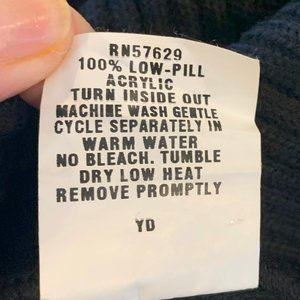 RN57629
100% LOW-PILL
ACRYLIC
TURN INSIDE OUT
MACHINE WASH GENTLE
CYCLE SEPARATELY IN
WARM WATER
NO BLEACH. TUMBLE
DRY LOW HEAT
REMOVE PROMPTLY
YD